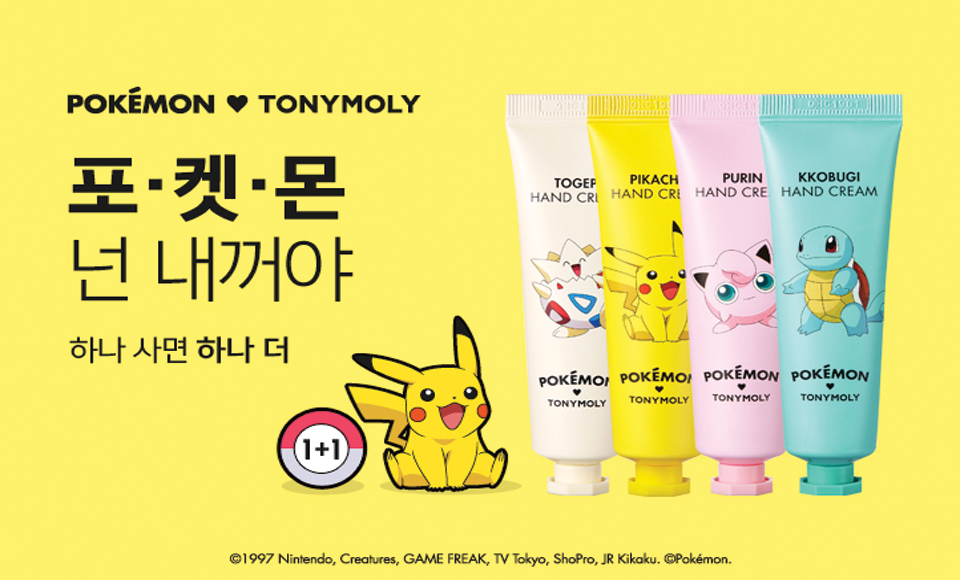 POKÉMON ♥ TONYMOLY
포·켓·몬
넌 내꺼야
하나 사면 하나 더
1+1
TOGEP
HAND CRE
POKÉMON
♥
TONYMOLY
PIKACH
HAND CRE
POKÉMON
♥
TONYMOLY
PURIN
HAND CREA
POKÉMON
♥
TONYMOLY
KKOBUGI
HAND CREAM
POKÉMON
♥
TONYMOLY
©1997 Nintendo, Creatures, GAME FREAK, TV Tokyo, ShoPro, JR Kikaku. ©Pokémon.